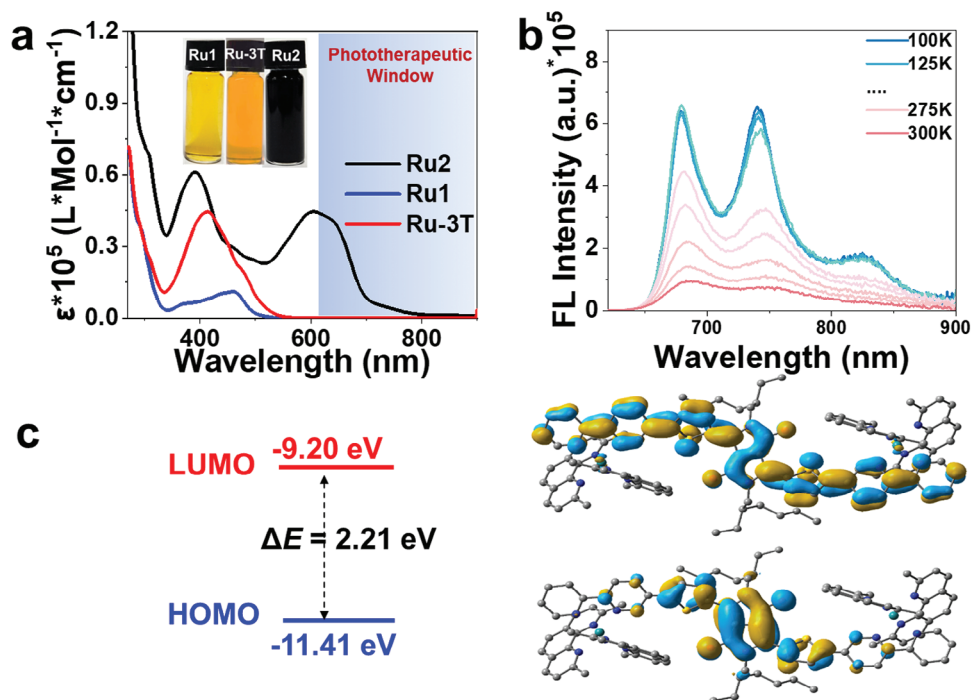 a
1.2
0.9
0.6
0.3
0.0
ε*10⁵ (L*Mol⁻¹*cm⁻¹)
Ru1 Ru-3T Ru2
Phototherapeutic
Window
Ru2
Ru1
Ru-3T
400 600 800
Wavelength (nm)
b
8
6
4
2
0
FL Intensity (a.u.)*10⁵
100K
125K
....
275K
300K
700 800 900
Wavelength (nm)
c
-9.20 eV
LUMO
ΔE = 2.21 eV
HOMO
-11.41 eV